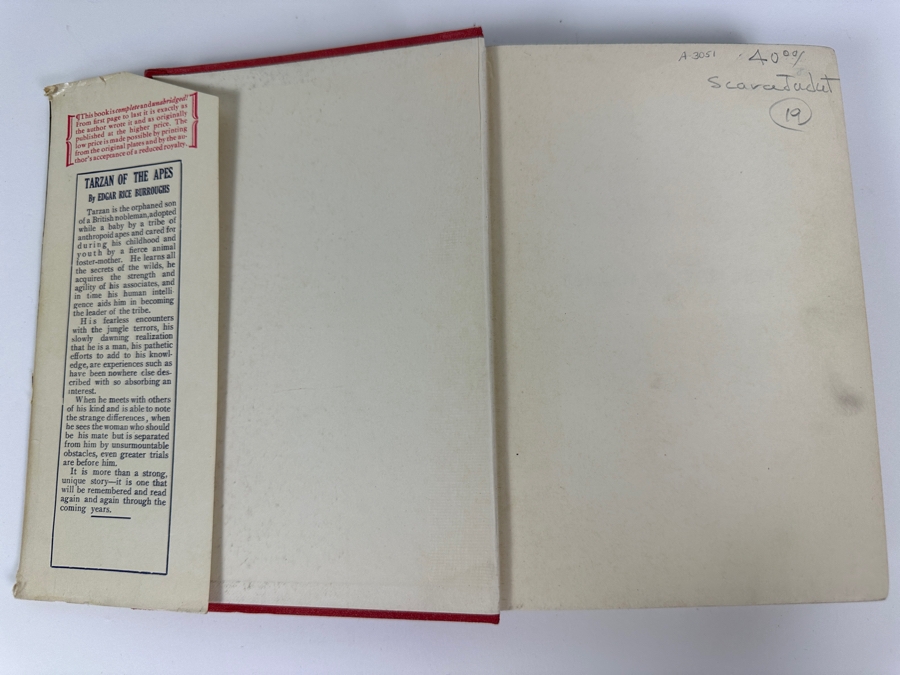 ¶This book is complete and unabridged!
from first page to last it is exactly as
the author wrote it and as originally
published at the higher price. The
low price is made possible by printing
from the original plates and by the au-
thor's acceptance of a reduced royalty.
TARZAN OF THE APES
By EDGAR RICE BURROUGHS
Tarzan is the orphaned son
of a British nobleman, adopted
while a baby by a tribe of
anthropoid apes and cared for
during his childhood and
youth by a fierce animal
foster-mother. He learns all
the secrets of the wilds, he
acquires the strength and
agility of his associates, and
in time his human intelli-
gence aids him in becoming
the leader of the tribe.
His fearless encounters
with the jungle terrors, his
slowly dawning realization
that he is a man, his pathetic
efforts to add to his knowl-
edge, are experiences such as
have been nowhere else des-
cribed with so absorbing an
interest.
When he meets with others
of his kind and is able to note
the strange differences, when
he sees the woman who should
be his mate but is separated
from him by unsurmountable
obstacles, even greater trials
are before him.
It is more than a strong,
unique story—it is one that
will be remembered and read
again and again through the
coming years.
A-3051 40
19